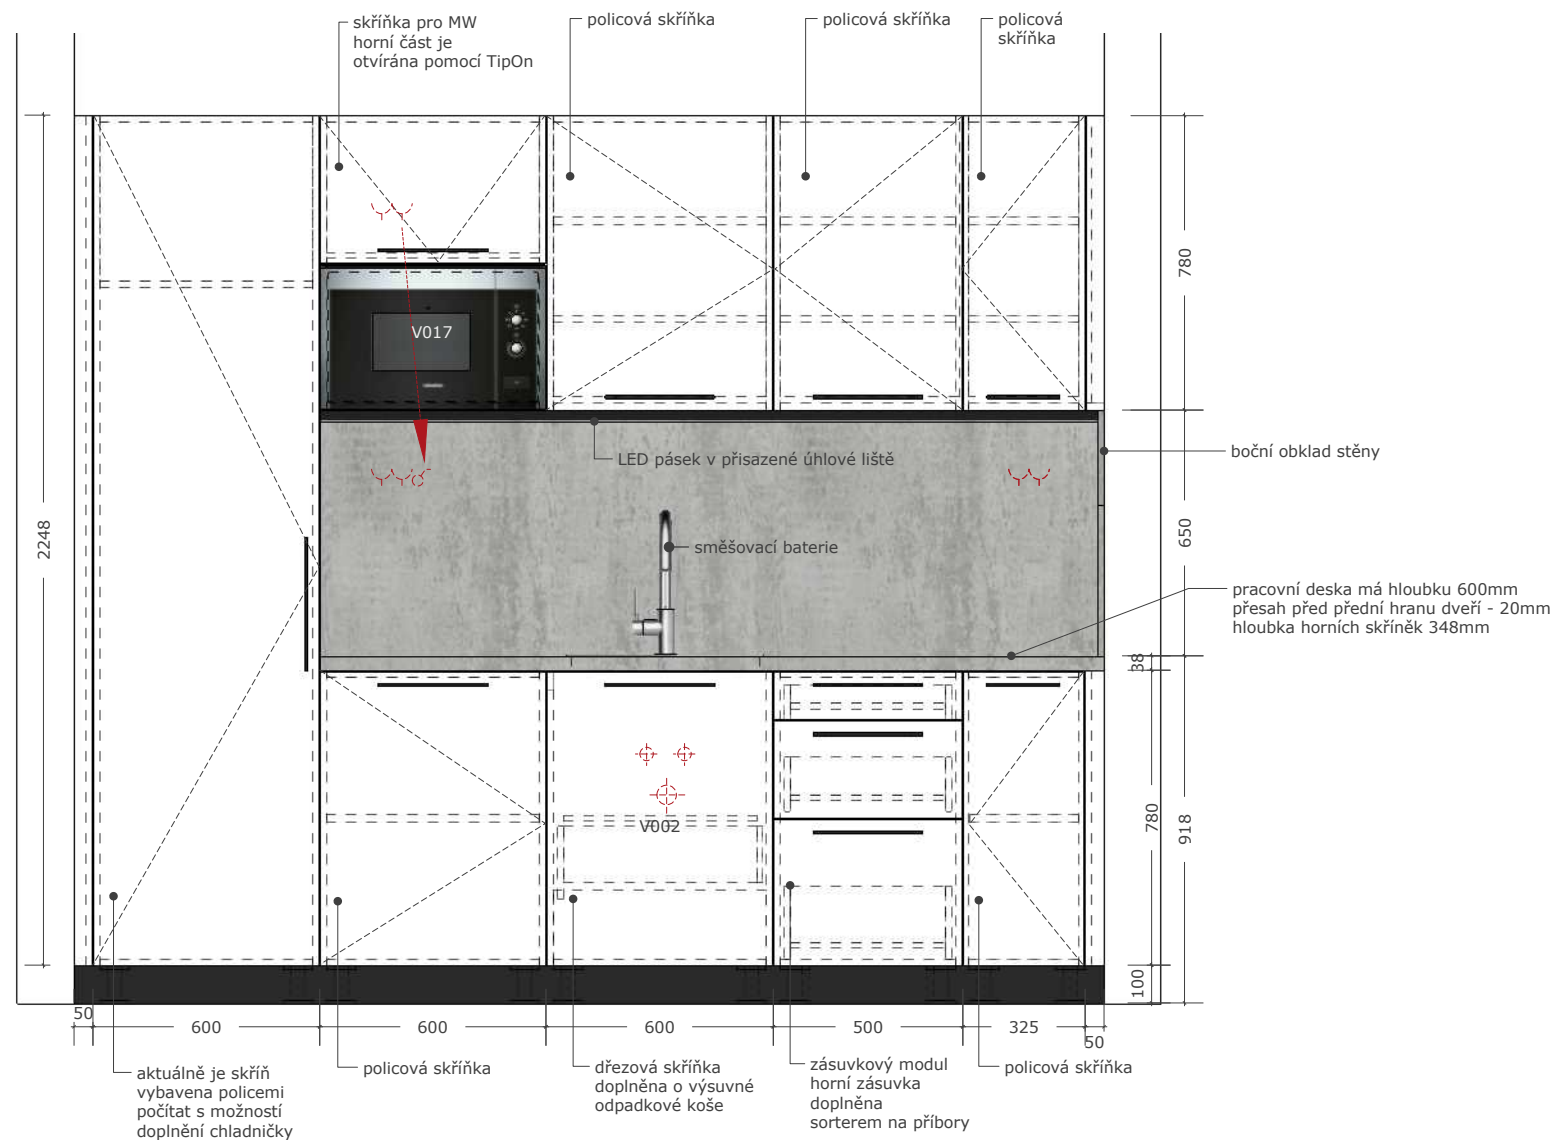 skříňka pro MW
horní část je
otvírána pomocí TipOn
policová skříňka
policová skříňka
policová
skříňka
V017
LED pásek v přisazené úhlové liště
směšovací baterie
boční obklad stěny
pracovní deska má hloubku 600mm
přesah před přední hranu dveří - 20mm
hloubka horních skříněk 348mm
2248
780
650
38
780
918
100
V002
50
600
600
600
500
325
50
aktuálně je skříň
vybavena policemi
počítat s možností
doplnění chladničky
policová skříňka
dřezová skříňka
doplněna o výsuvné
odpadkové koše
zásuvkový modul
horní zásuvka
doplněna
sorterem na příbory
policová skříňka